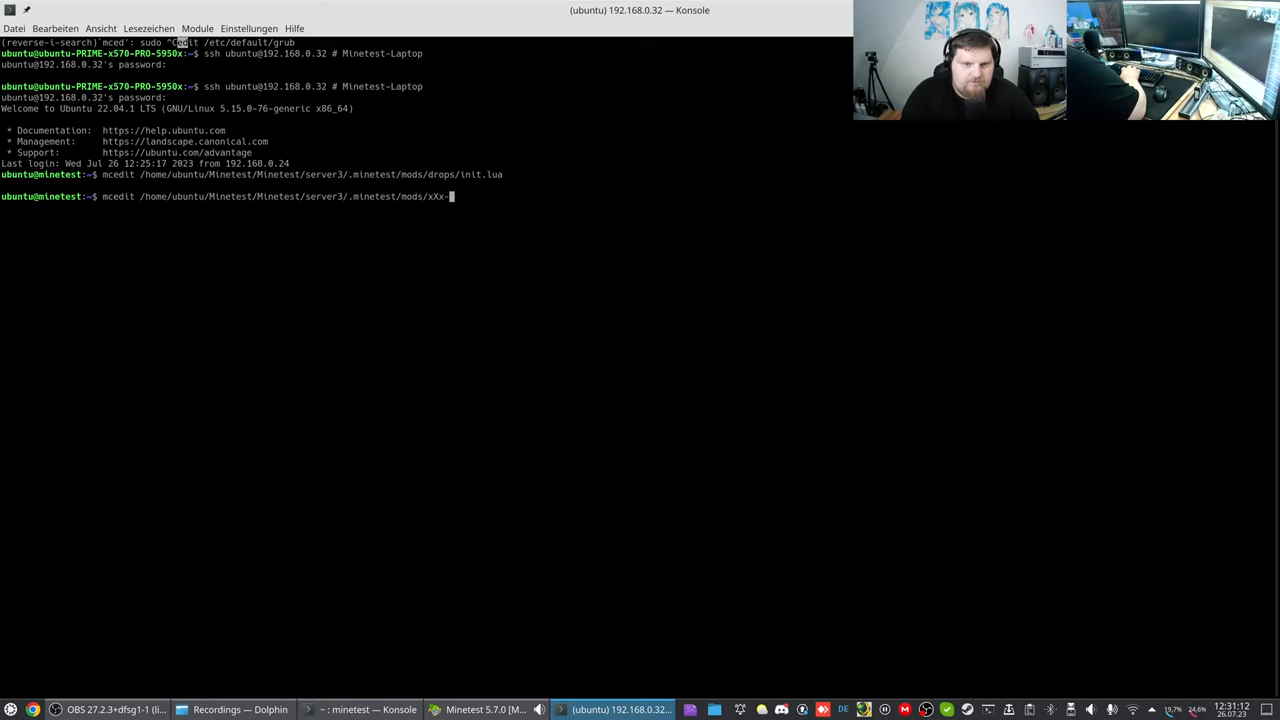 (ubuntu) 192.168.0.32 — Konsole
Datei Bearbeiten Ansicht Lesezeichen Module Einstellungen Hilfe
(reverse-i-search)`mced': sudo ^Cedit /etc/default/grub
ubuntu@ubuntu-PRIME-x570-PRO-5950x:~$ ssh ubuntu@192.168.0.32 # Minetest-Laptop
ubuntu@192.168.0.32's password:
ubuntu@ubuntu-PRIME-x570-PRO-5950x:~$ ssh ubuntu@192.168.0.32 # Minetest-Laptop
ubuntu@192.168.0.32's password:
Welcome to Ubuntu 22.04.1 LTS (GNU/Linux 5.15.0-76-generic x86_64)
* Documentation: https://help.ubuntu.com
* Management: https://landscape.canonical.com
* Support: https://ubuntu.com/advantage
Last login: Wed Jul 26 12:25:17 2023 from 192.168.0.24
ubuntu@minetest:~$ mcedit /home/ubuntu/Minetest/Minetest/server3/.minetest/mods/drops/init.lua
ubuntu@minetest:~$ mcedit /home/ubuntu/Minetest/Minetest/server3/.minetest/mods/xXx-
OBS 27.2.3+dfsg1-1 (li... Recordings — Dolphin ~ : minetest — Konsole Minetest 5.7.0 [M... (ubuntu) 192.168.0.32... DE 19,7% 24,6% 12:31:12
26.07.23